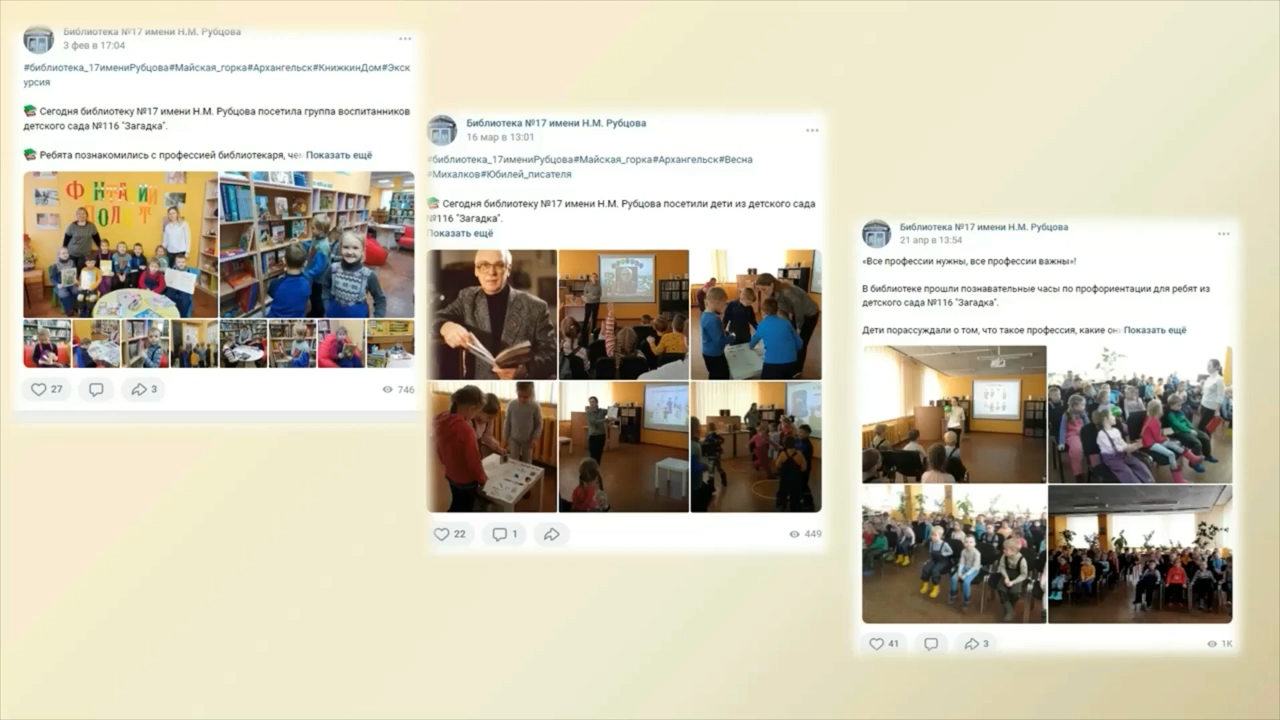 Библиотека №17 имени Н.М. Рубцова
3 фев в 17:04
#библиотека_17имениРубцова#Майская_горка#Архангельск#КнижкинДом#Экск
урсия
Сегодня библиотеку №17 имени Н.М. Рубцова посетила группа воспитанников
детского сада №116 "Загадка".
Ребята познакомились с профессией библиотекаря, Показать ещё
27
3
746
Библиотека №17 имени Н.М. Рубцова
16 мар в 13:01
#библиотека_17имениРубцова#Майская_горка#Архангельск#Весна
#Михалков#Юбилей_писателя
Сегодня библиотеку №17 имени Н.М. Рубцова посетили дети из детского сада
№116 "Загадка".
Показать ещё
22
1
449
Библиотека №17 имени Н.М. Рубцова
21 апр в 13:54
«Все профессии нужны, все профессии важны»!
В библиотеке прошли познавательные часы по профориентации для ребят из
детского сада №116 "Загадка".
Дети порассуждали о том, что такое профессия, какие Показать ещё
41
3
1K